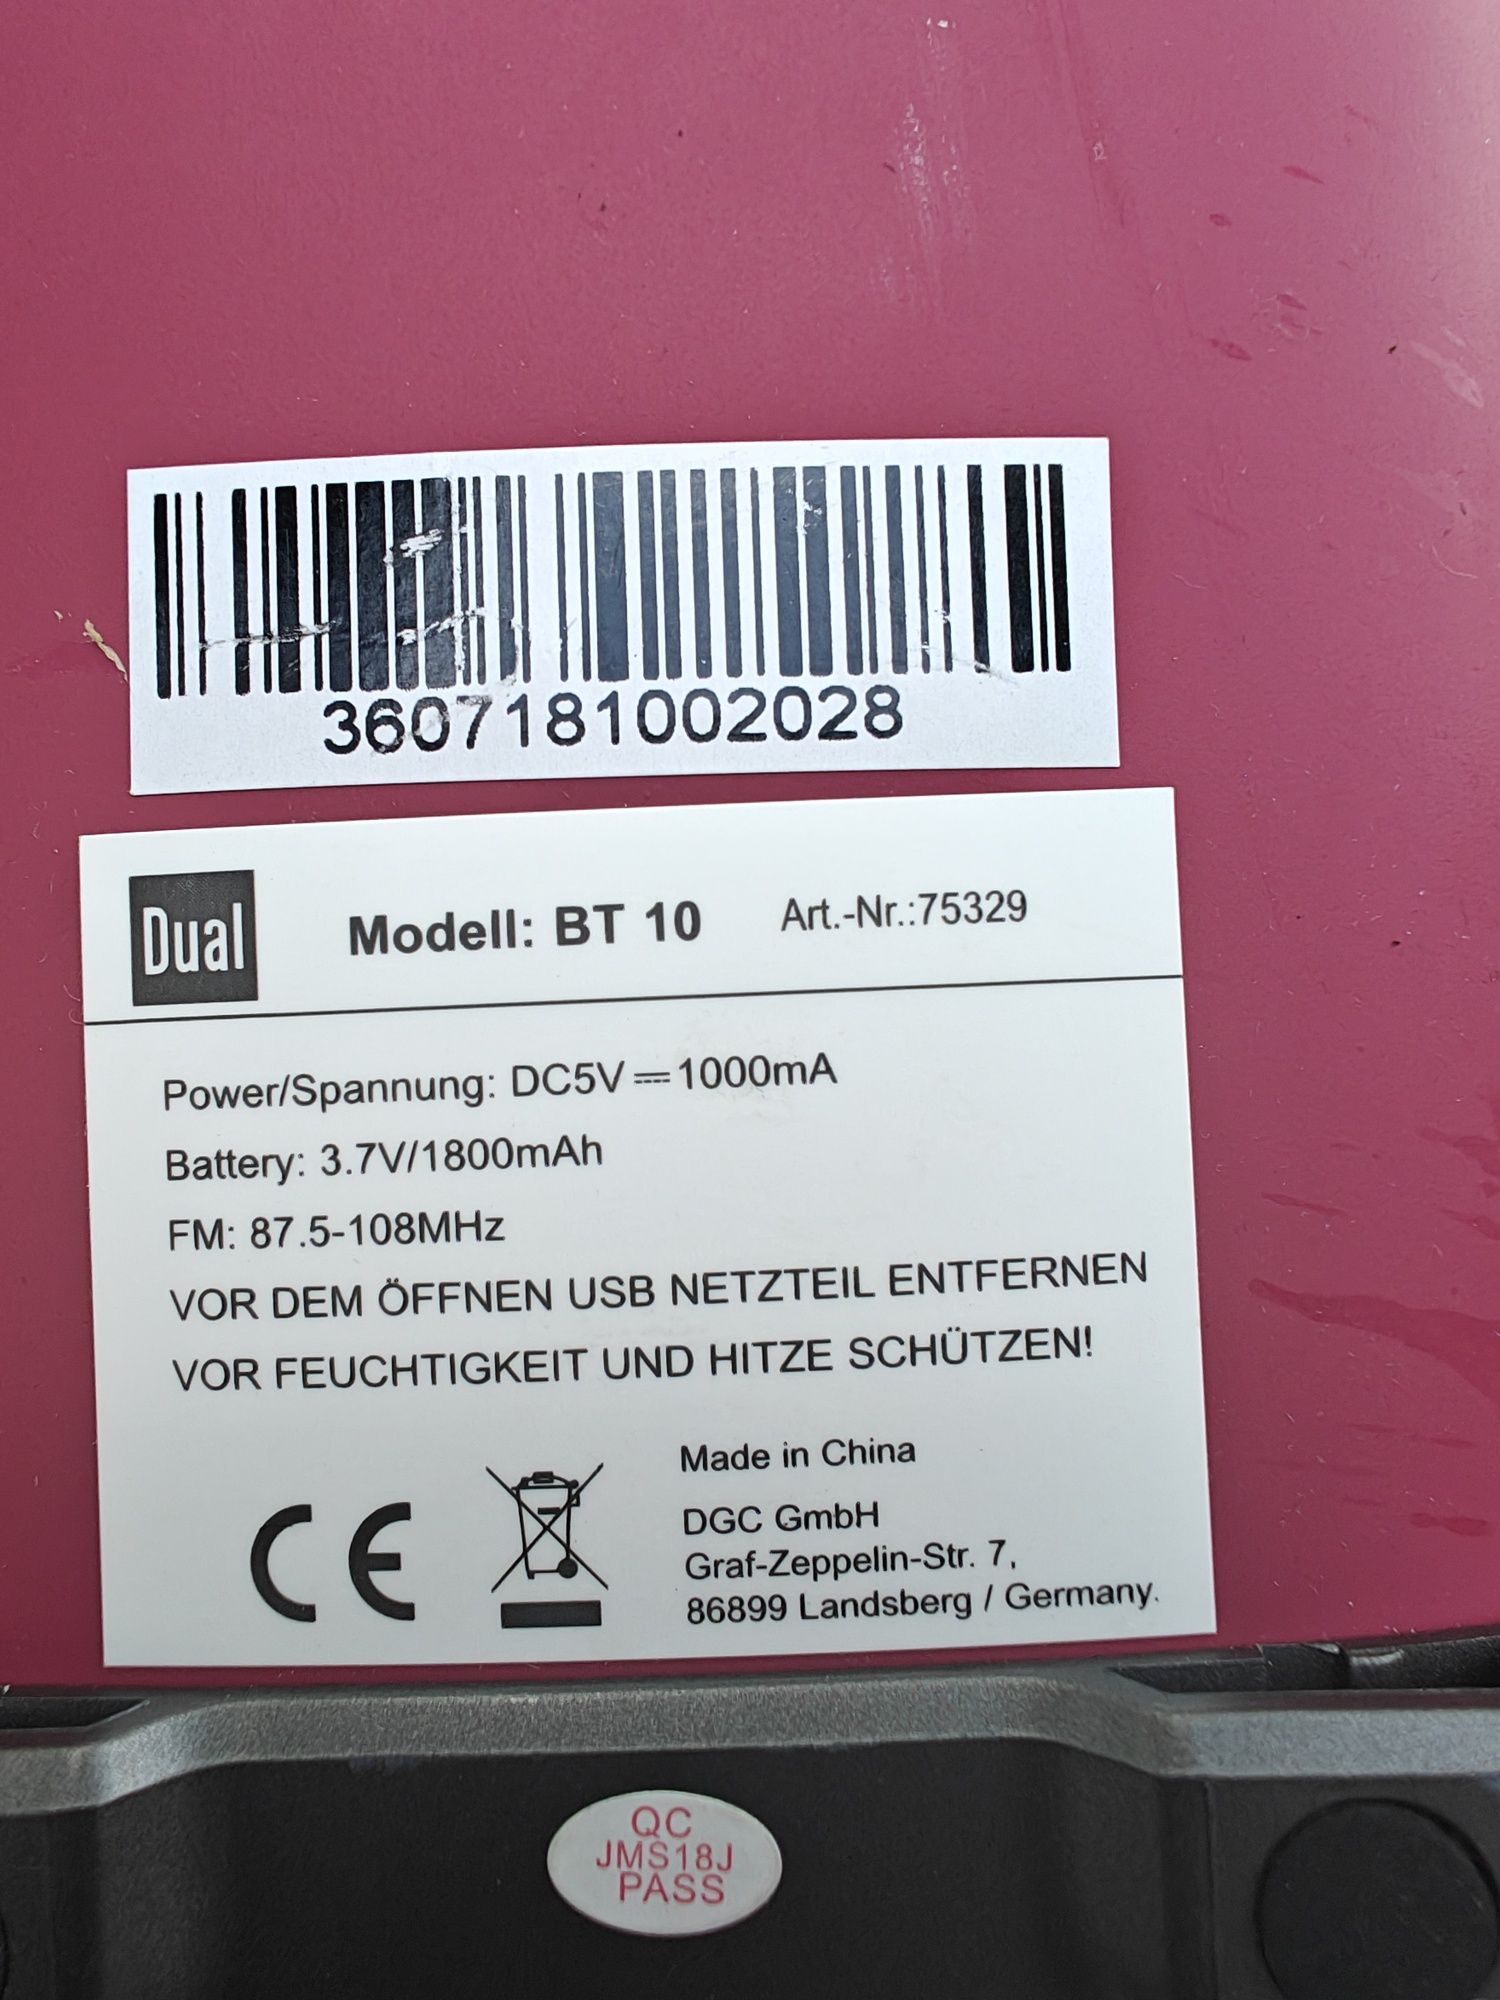 3607181002028
Dual
Modell: BT 10 Art.-Nr.:75329
Power/Spannung: DC5V⎓1000mA
Battery: 3.7V/1800mAh
FM: 87.5-108MHz
VOR DEM ÖFFNEN USB NETZTEIL ENTFERNEN
VOR FEUCHTIGKEIT UND HITZE SCHÜTZEN!
CE
Made in China
DGC GmbH
Graf-Zeppelin-Str. 7,
86899 Landsberg / Germany.
QC
JMS18J
PASS